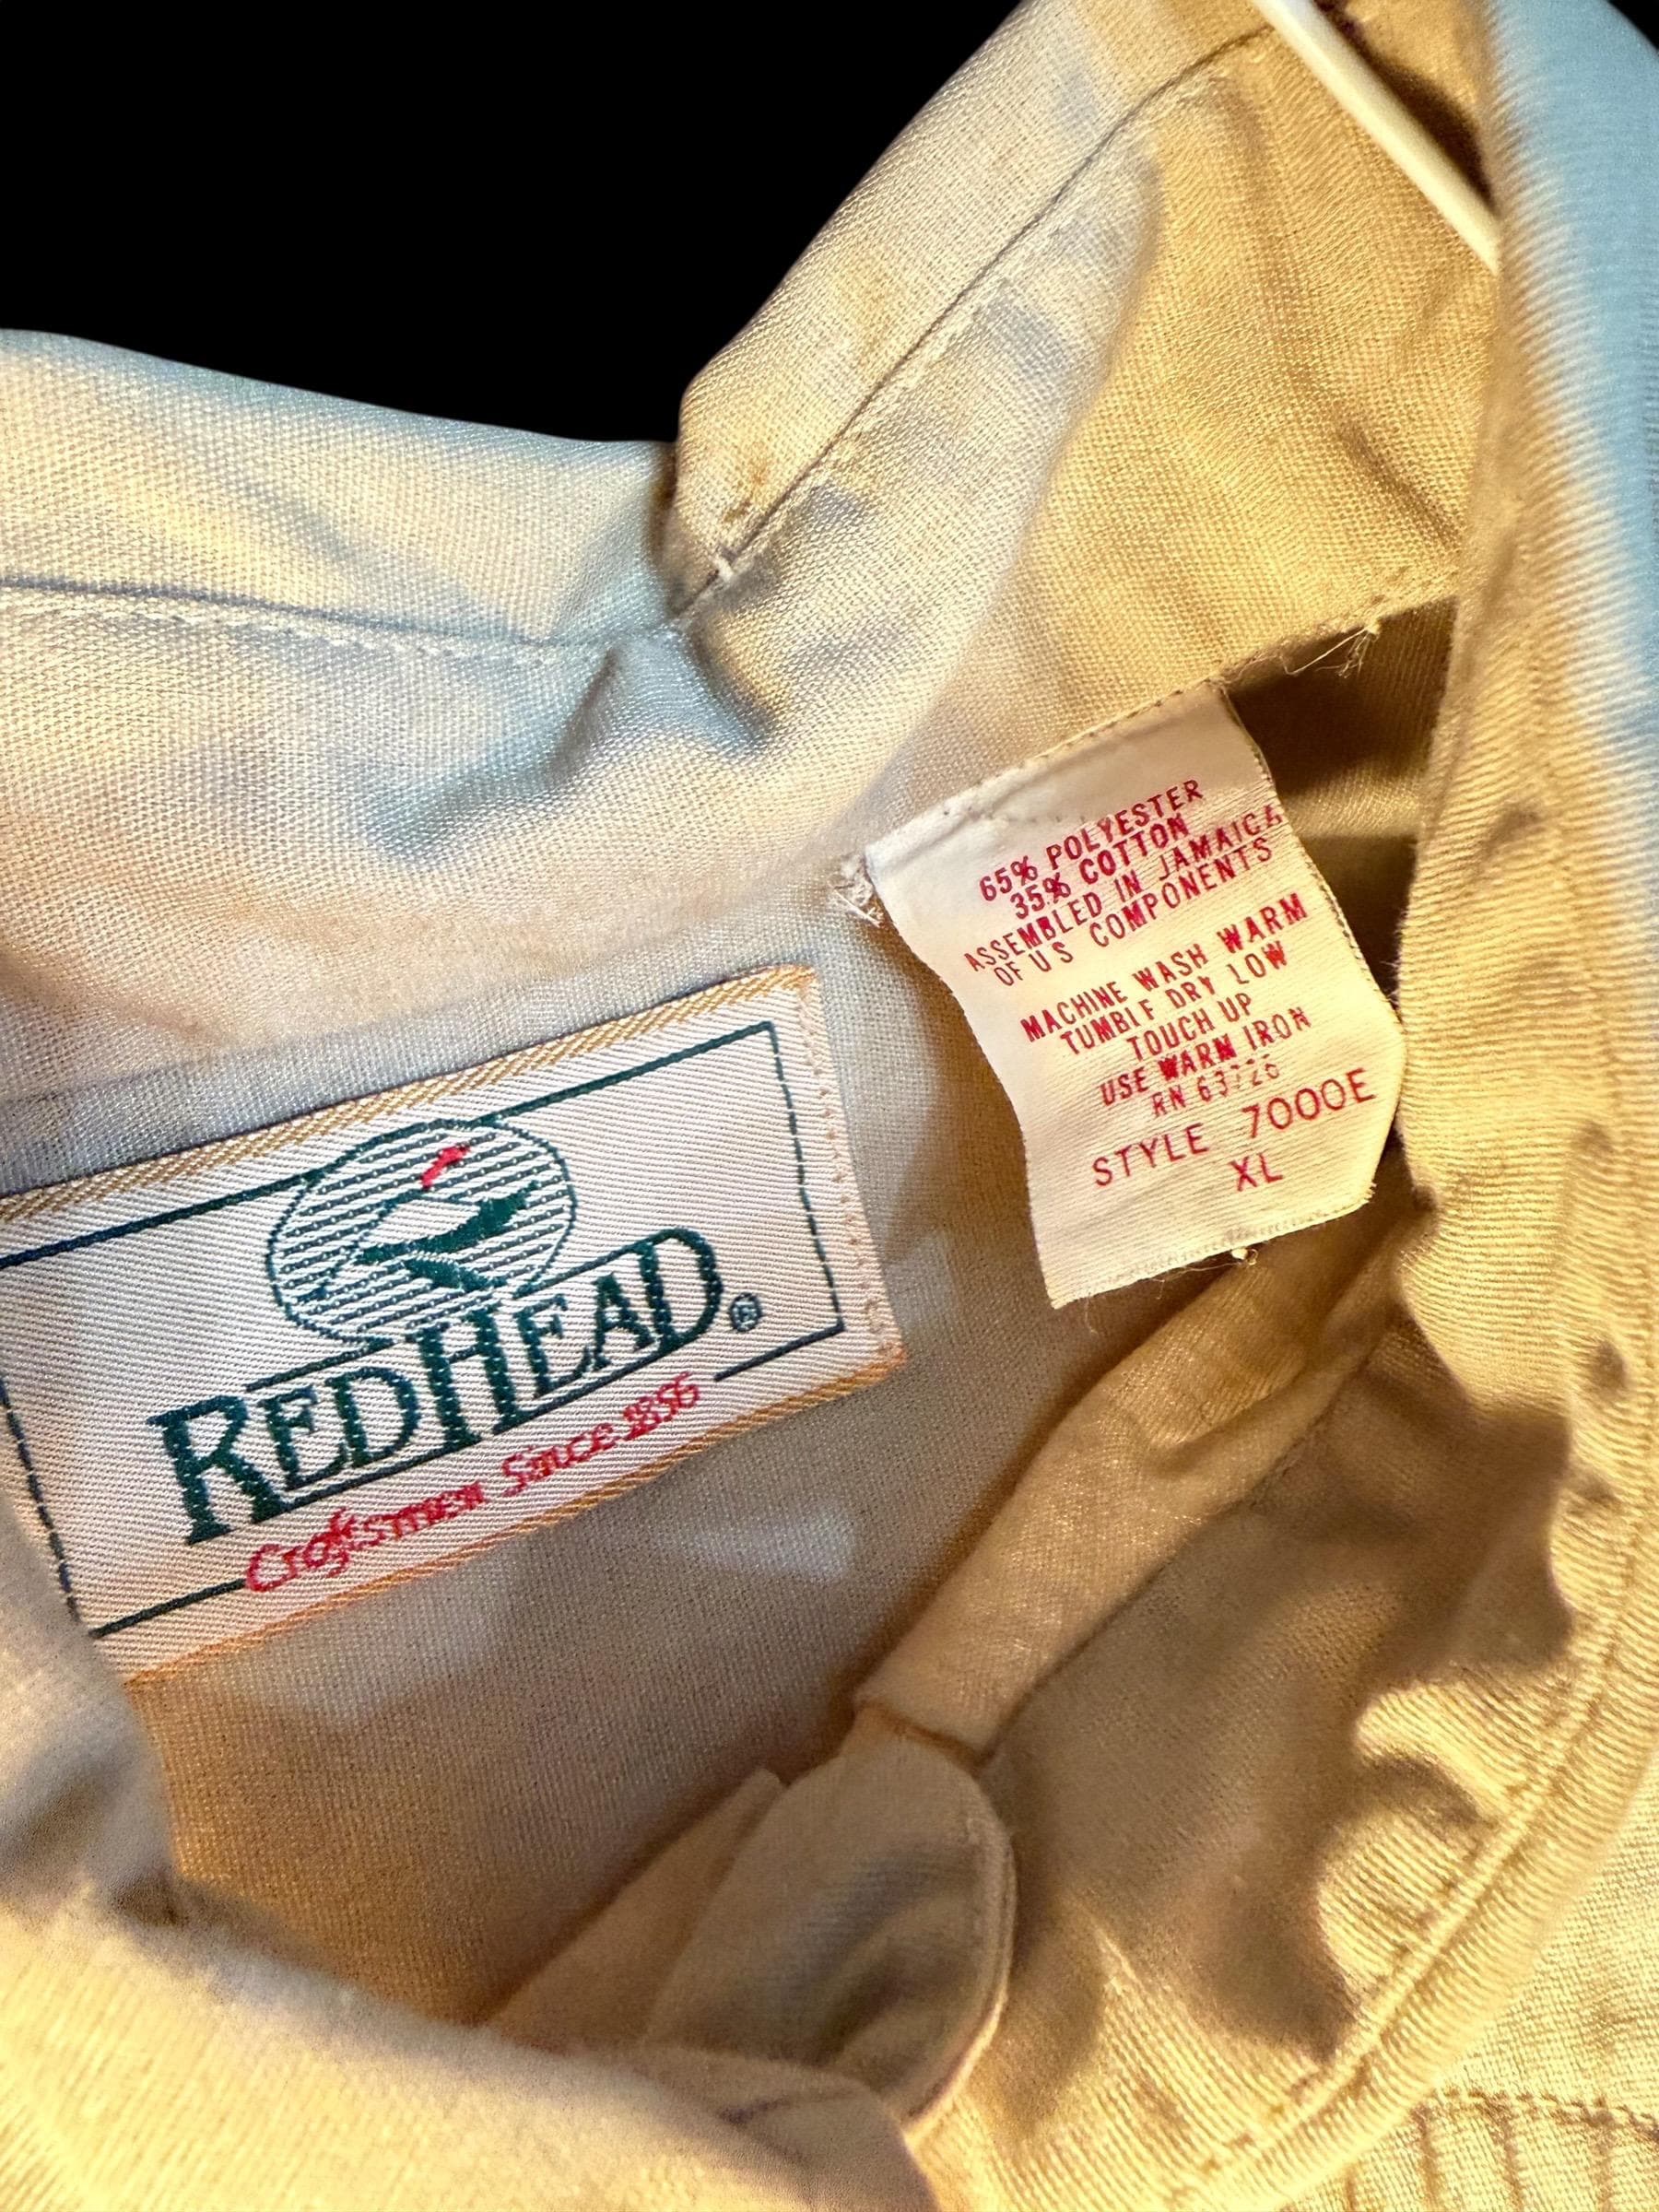 REDHEAD®
Craftsmen Since 1856
65% POLYESTER
35% COTTON
ASSEMBLED IN JAMAICA
OF US COMPONENTS
MACHINE WASH WARM
TUMBLE DRY LOW
TOUCH UP
USE WARM IRON
RN
STYLE 7000E
XL